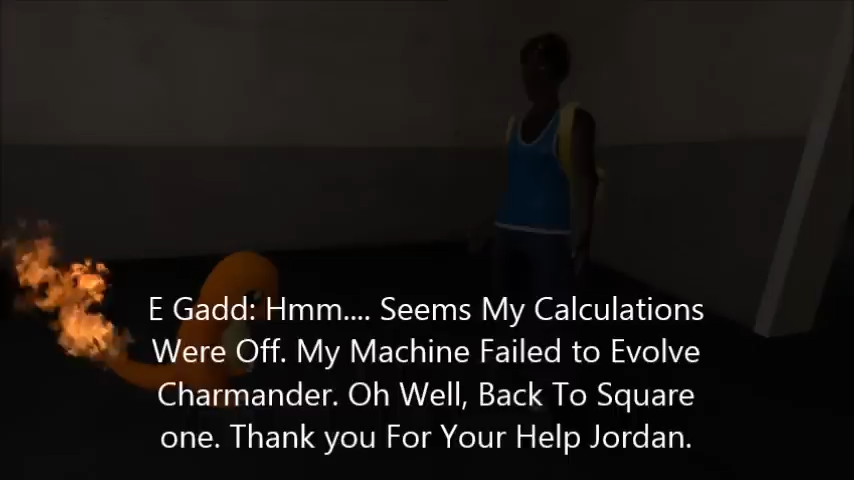 E Gadd: Hmm.... Seems My Calculations
Were Off. My Machine Failed to Evolve
Charmander. Oh Well, Back To Square
one. Thank you For Your Help Jordan.